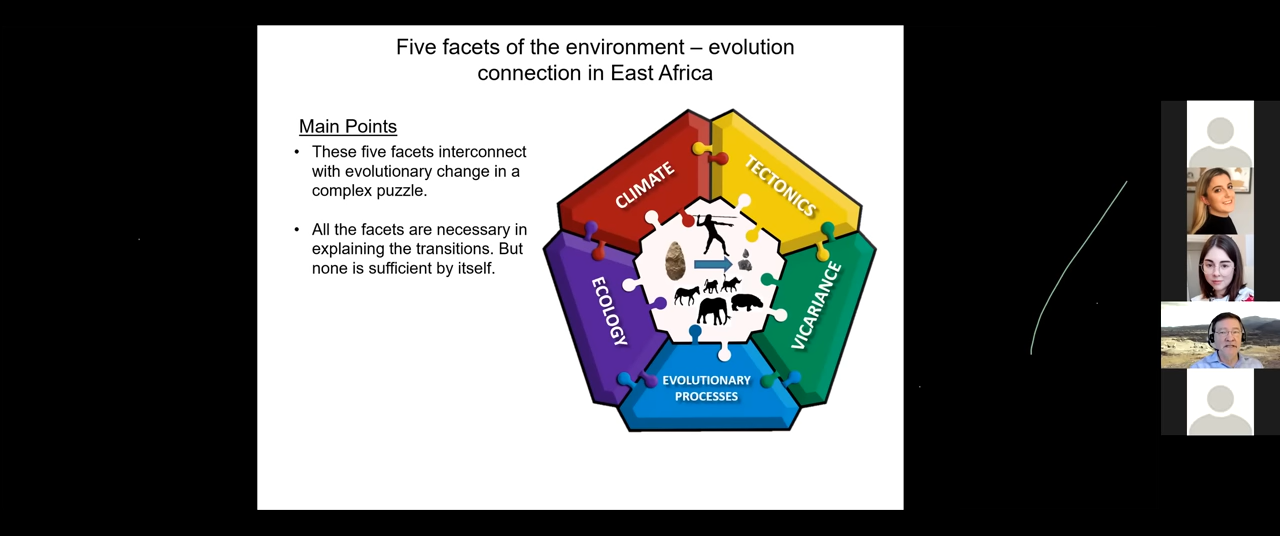 Five facets of the environment – evolution
connection in East Africa
Main Points
• These five facets interconnect
with evolutionary change in a
complex puzzle.
• All the facets are necessary in
explaining the transitions. But
none is sufficient by itself.
CLIMATE
TECTONICS
ECOLOGY
VICARIANCE
EVOLUTIONARY
PROCESSES